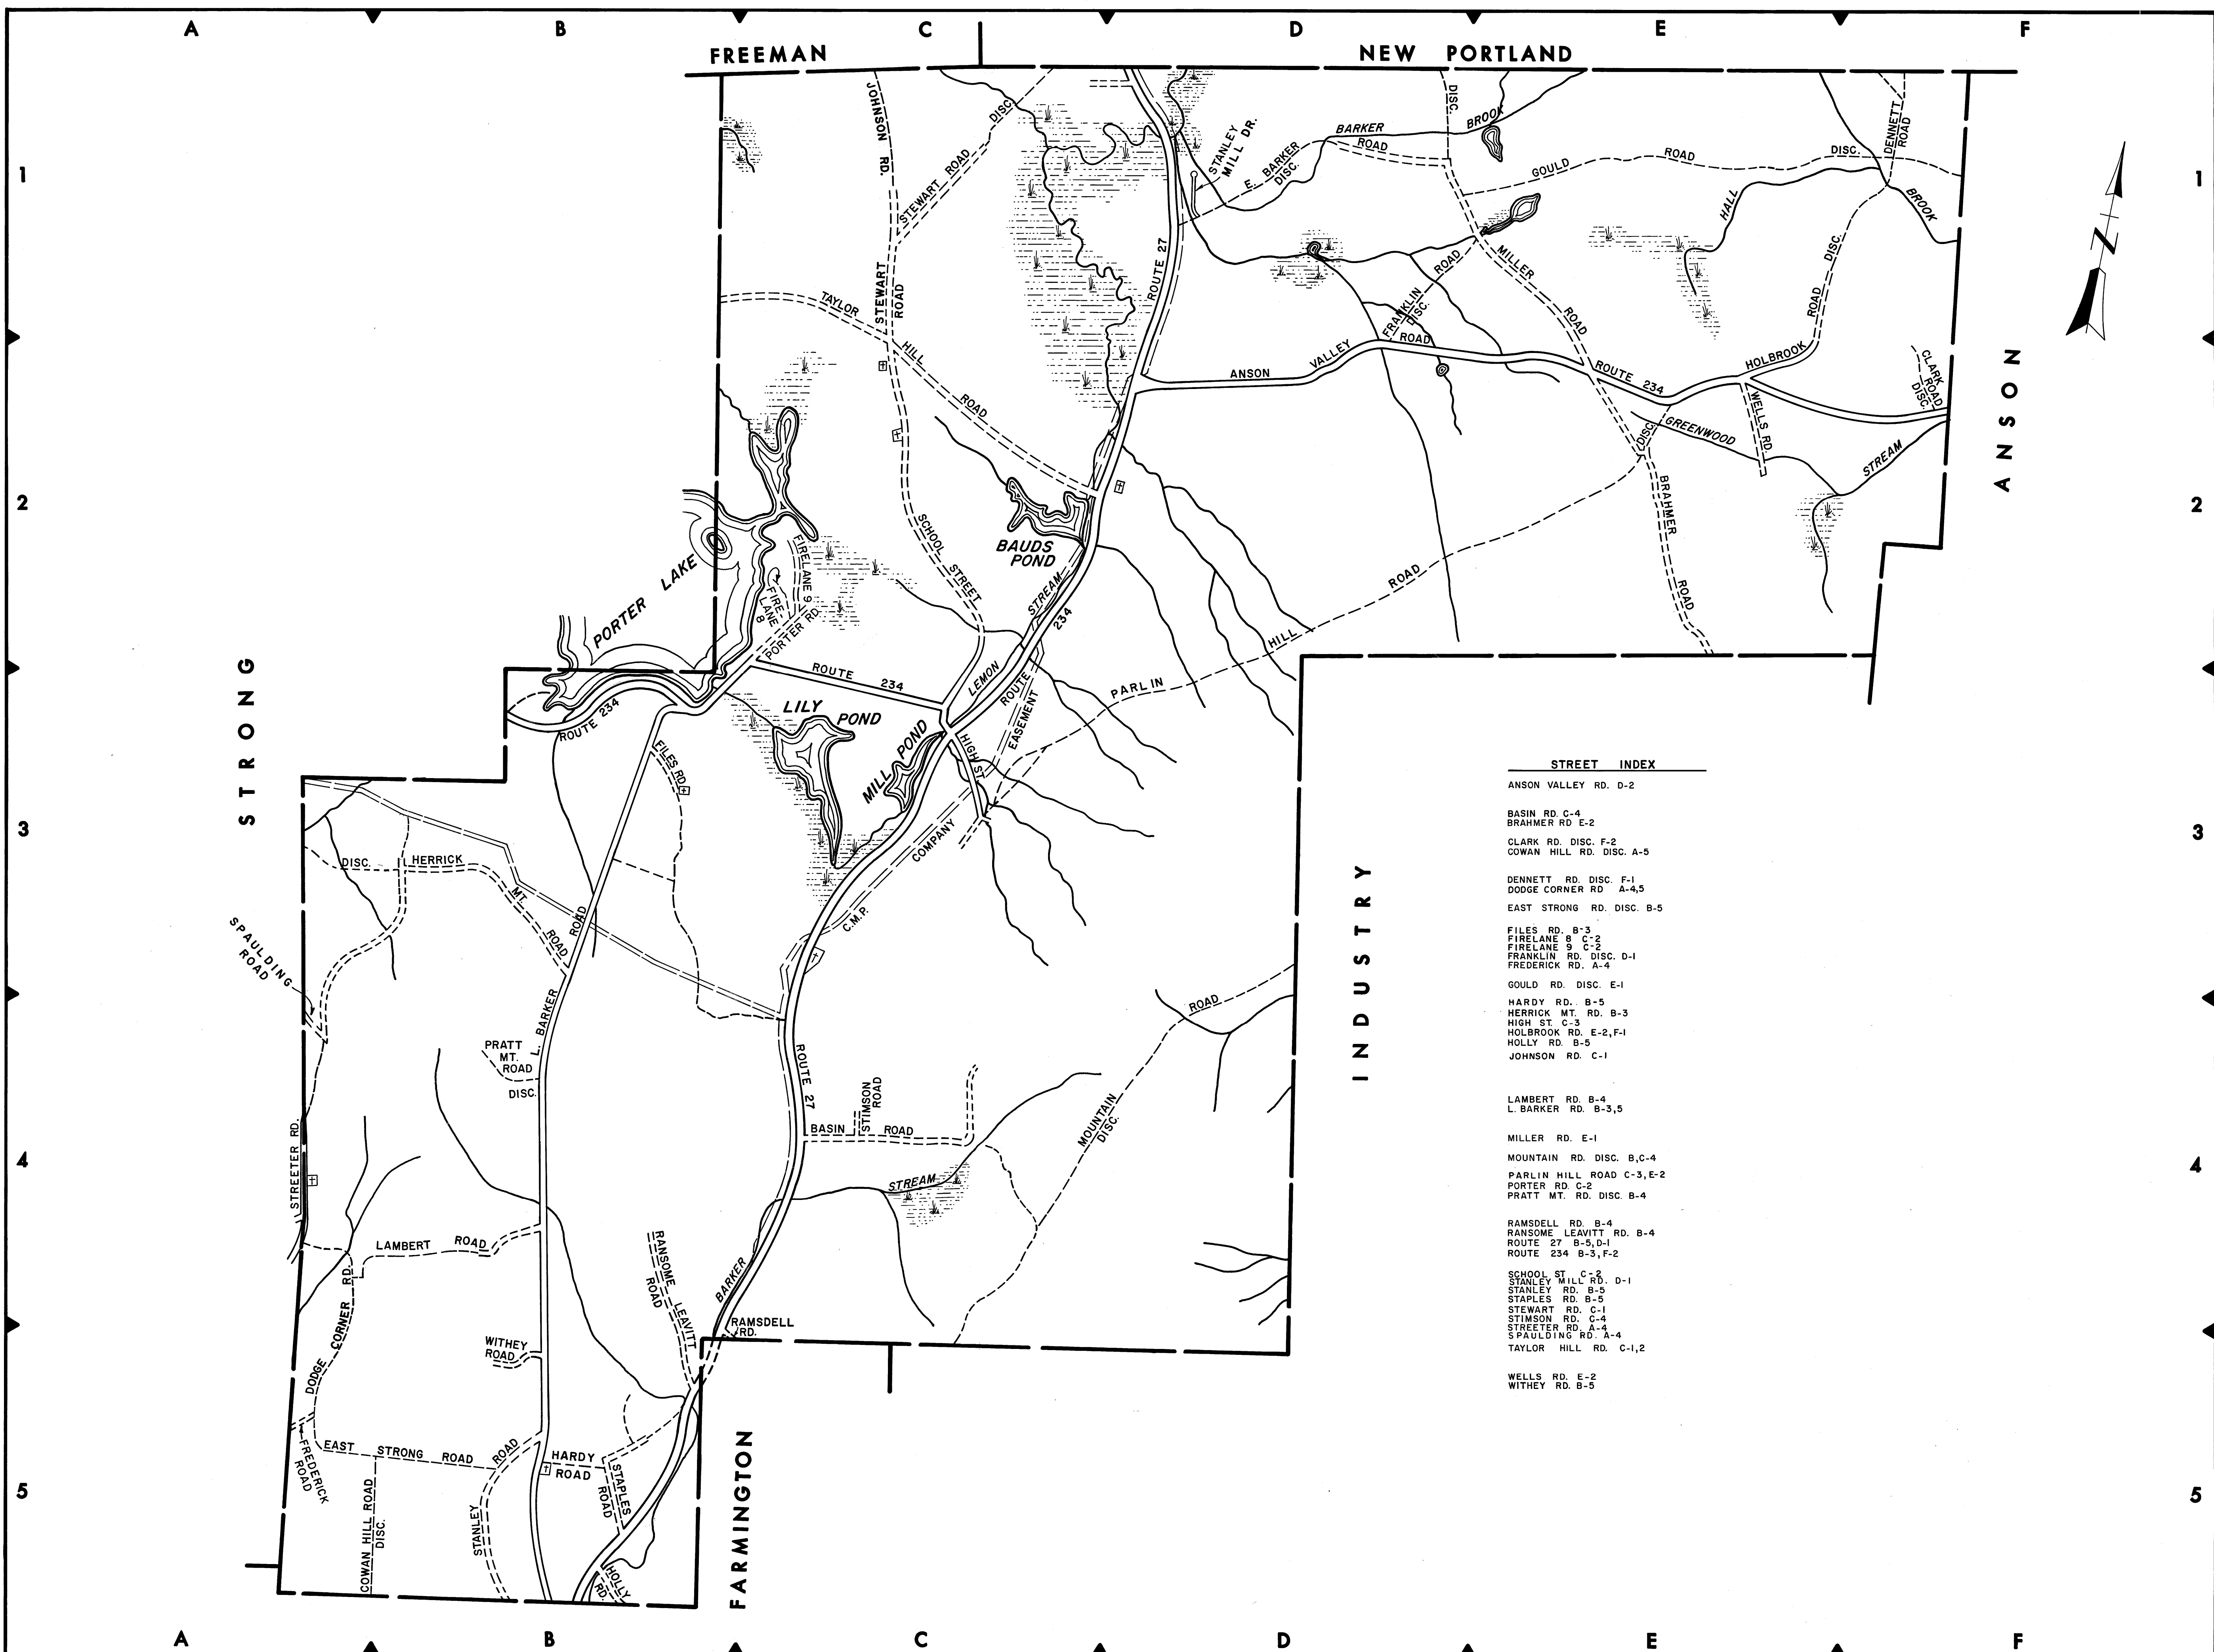 A B C D E F
FREEMAN
NEW PORTLAND
1
1
JOHNSON RD.
STEWART ROAD
DISC.
STANLEY
MILL DR.
E. BARKER
DISC.
ROAD
BARKER
BROOK
DISC.
GOULD ROAD DISC.
DENNETT
ROAD
HALL
BROOK
N
STEWART
ROAD
TAYLOR
HILL
ROAD
ROUTE 27
FRANKLIN
DISC.
ROAD
MILLER
ROAD
HOLBROOK
ROAD
DISC.
ANSON
VALLEY
ROAD
ROUTE 234
CLARK
ROAD
DISC.
WELLS RD.
DISC.
GREENWOOD
STREAM
BRAHMER
ROAD
ANSON
2
2
SCHOOL
STREET
BAUDS
POND
PORTER LAKE
FIRELANE 9
FIRE
LANE
8
PORTER RD.
STREAM
LEMON
ROUTE
234
EASEMENT
PARLIN
HILL
ROAD
STRONG
ROUTE 234
ROUTE 234
LILY
POND
MILL POND
HIGH ST.
FILES RD.
3
3
COMPANY
C.M.P.
DISC.
HERRICK
MT.
ROAD
ROAD
L. BARKER
SPAULDING
ROAD
PRATT
MT.
ROAD
DISC.
ROUTE 27
STIMSON
ROAD
BASIN ROAD
MOUNTAIN
DISC.
ROAD
INDUSTRY
4
4
STREETER RD.
STREAM
BARKER
LAMBERT ROAD
RANSOME
LEAVITT
ROAD
RAMSDELL
RD.
DODGE
CORNER
RD.
WITHEY
ROAD
FREDERICK
ROAD
EAST STRONG ROAD
COWAN HILL ROAD
DISC.
STANLEY
ROAD
HARDY
ROAD
STAPLES
ROAD
HOLLY
RD.
FARMINGTON
5
5
STREET INDEX
ANSON VALLEY RD. D-2
BASIN RD. C-4
BRAHMER RD E-2
CLARK RD. DISC. F-2
COWAN HILL RD. DISC. A-5
DENNETT RD. DISC. F-1
DODGE CORNER RD A-4,5
EAST STRONG RD. DISC. B-5
FILES RD. B-3
FIRELANE 8 C-2
FIRELANE 9 C-2
FRANKLIN RD. DISC. D-1
FREDERICK RD. A-4
GOULD RD. DISC. E-1
HARDY RD. B-5
HERRICK MT. RD. B-3
HIGH ST. C-3
HOLBROOK RD. E-2,F-1
HOLLY RD. B-5
JOHNSON RD. C-1
LAMBERT RD. B-4
L. BARKER RD. B-3,5
MILLER RD. E-1
MOUNTAIN RD. DISC. B,C-4
PARLIN HILL ROAD C-3,E-2
PORTER RD. C-2
PRATT MT. RD. DISC. B-4
RAMSDELL RD. B-4
RANSOME LEAVITT RD. B-4
ROUTE 27 B-5,D-1
ROUTE 234 B-3,F-2
SCHOOL ST. C-2
STANLEY MILL RD. D-1
STANLEY RD. B-5
STAPLES RD. B-5
STEWART RD. C-1
STIMSON RD. C-4
STREETER RD. A-4
SPAULDING RD. A-4
TAYLOR HILL RD. C-1,2
WELLS RD. E-2
WITHEY RD. B-5
A B C D E F